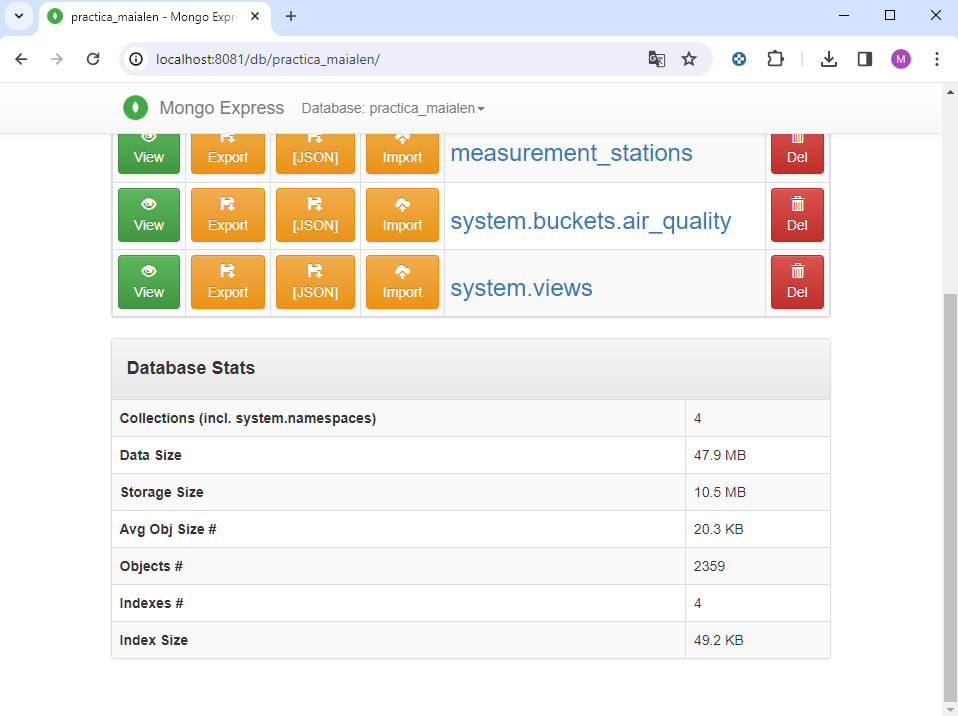 practica_maialen - Mongo Expr
localhost:8081/db/practica_maialen/
M
Mongo Express Database: practica_maialen
View Export [JSON] Import measurement_stations Del
View Export [JSON] Import system.buckets.air_quality Del
View Export [JSON] Import system.views Del
Database Stats
Collections (incl. system.namespaces) 4
Data Size 47.9 MB
Storage Size 10.5 MB
Avg Obj Size # 20.3 KB
Objects # 2359
Indexes # 4
Index Size 49.2 KB